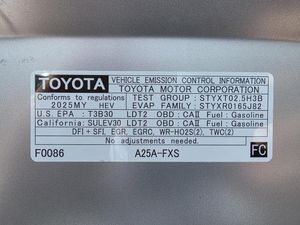 TOYOTA VEHICLE EMISSION CONTROL INFORMATION
TOYOTA MOTOR CORPORATION
Conforms to regulations TEST GROUP : STYXT02.5H3B
2025MY HEV EVAP FAMILY: STYXR0165J82
U.S. EPA : T3B30 LDT2 OBD : CAⅡ FUEL : GASOLINE
California: SULEV30 LDT2 OBD : CAⅡ FUEL : GASOLINE
DFI + SFI, EGR, EGRC, WR-HO2S(2), TWC(2)
No adjustments needed.
F0086 A25A-FXS FC